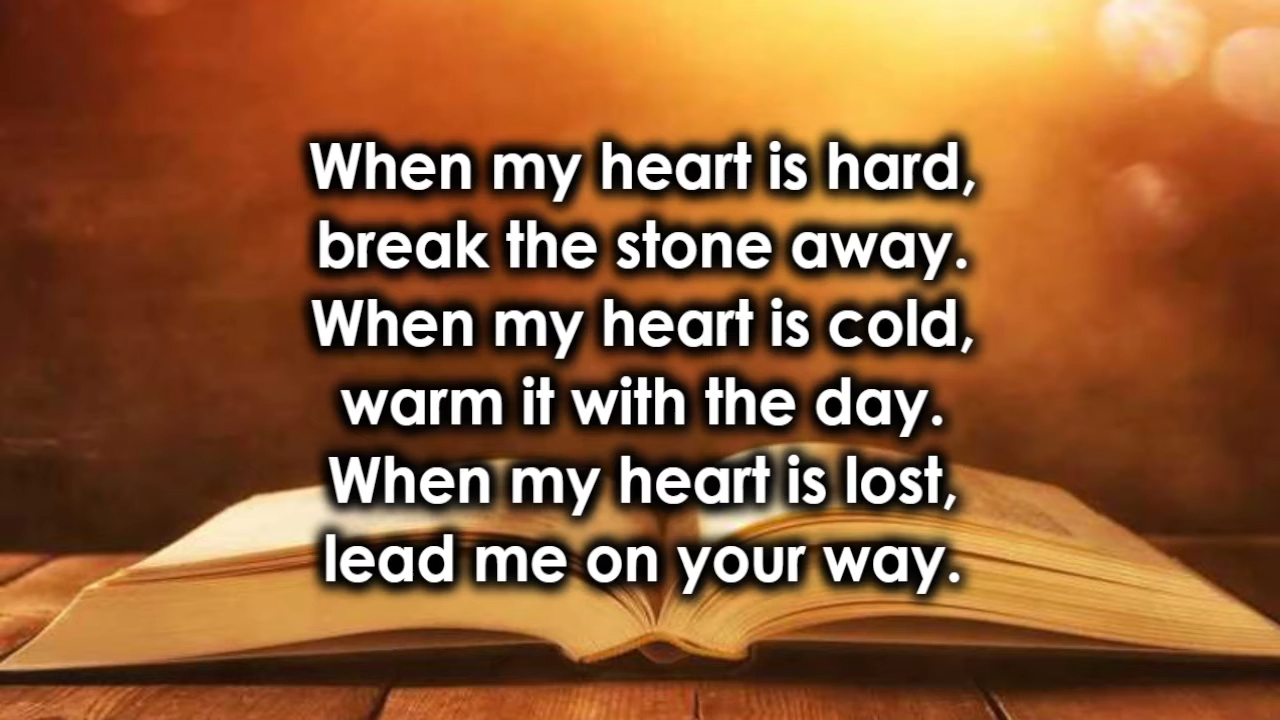 When my heart is hard,
break the stone away.
When my heart is cold,
warm it with the day.
When my heart is lost,
lead me on your way.